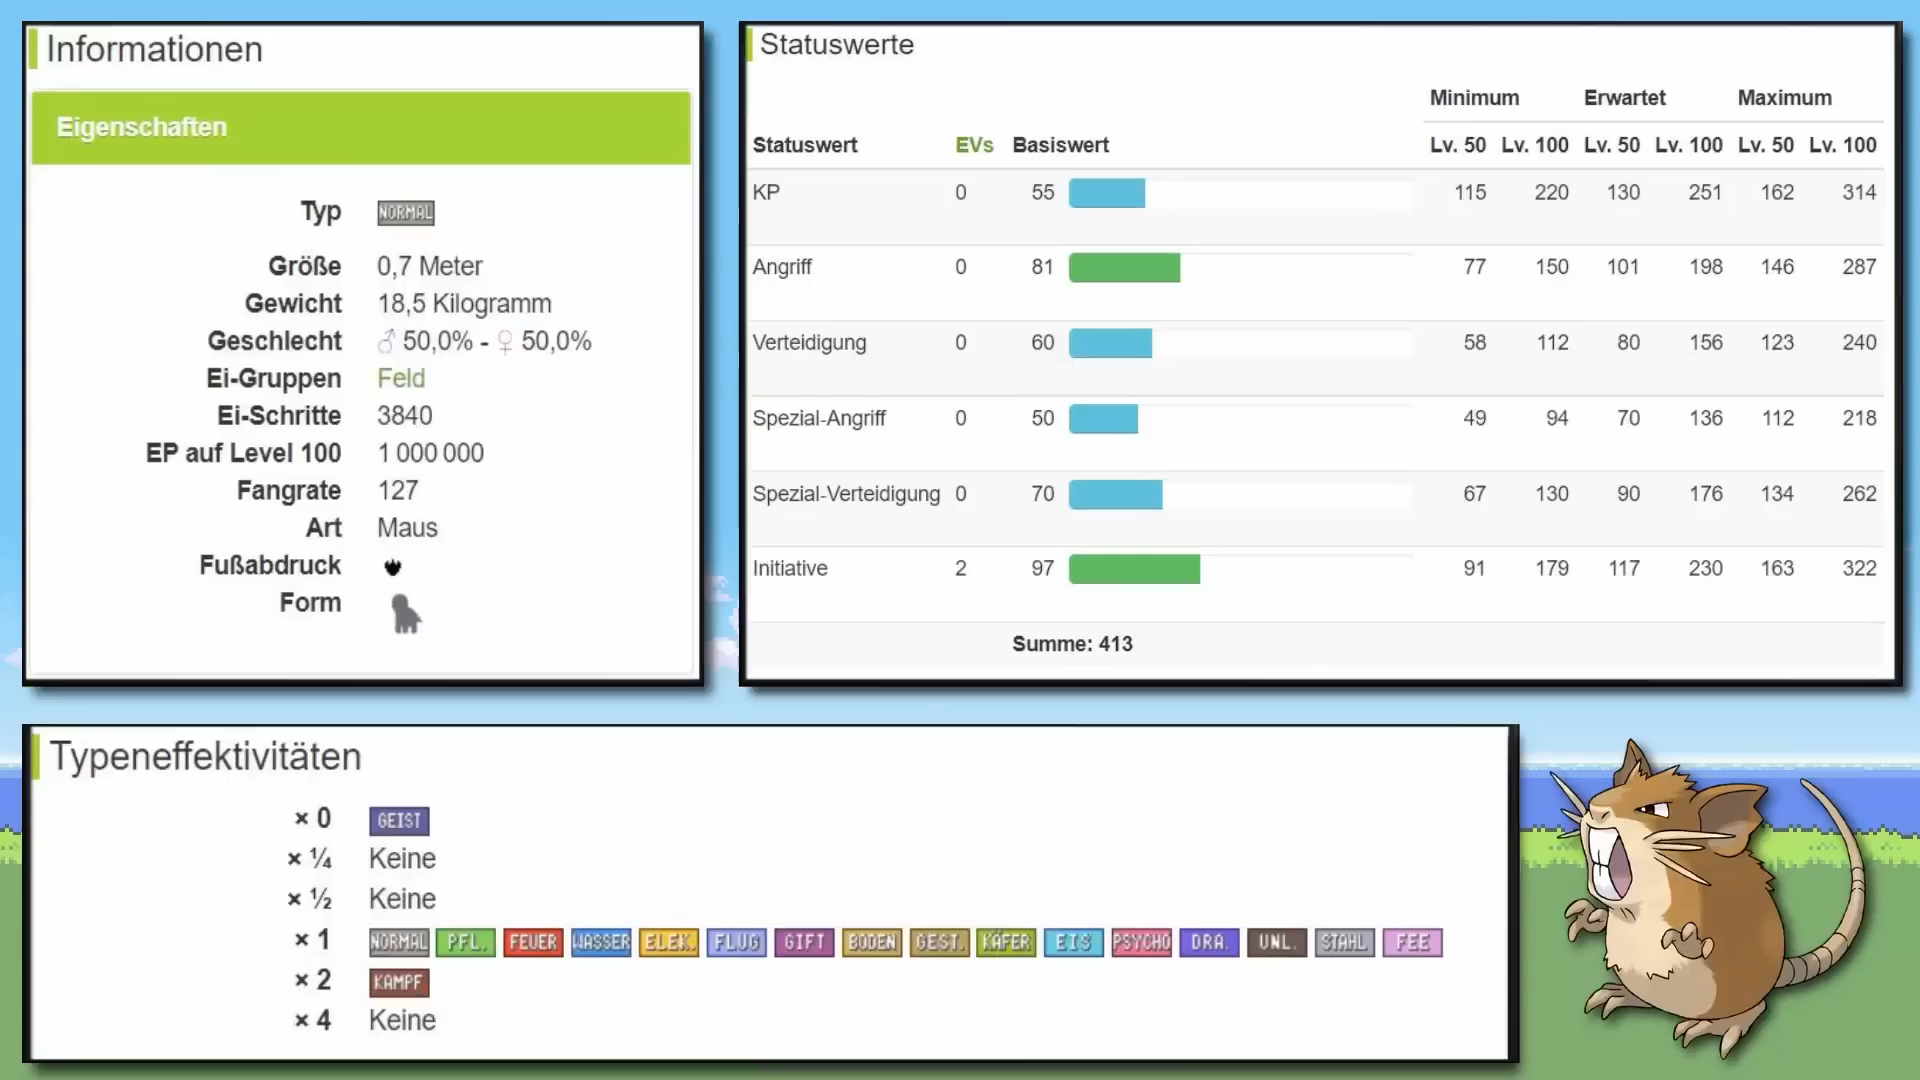 Informationen
Eigenschaften
Typ NORMAL
Größe 0,7 Meter
Gewicht 18,5 Kilogramm
Geschlecht ♂ 50,0% - ♀ 50,0%
Ei-Gruppen Feld
Ei-Schritte 3840
EP auf Level 100 1 000 000
Fangrate 127
Art Maus
Fußabdruck
Form
Statuswerte
Minimum Erwartet Maximum
Statuswert EVs Basiswert Lv. 50 Lv. 100 Lv. 50 Lv. 100 Lv. 50 Lv. 100
KP 0 55 115 220 130 251 162 314
Angriff 0 81 77 150 101 198 146 287
Verteidigung 0 60 58 112 80 156 123 240
Spezial-Angriff 0 50 49 94 70 136 112 218
Spezial-Verteidigung 0 70 67 130 90 176 134 262
Initiative 2 97 91 179 117 230 163 322
Summe: 413
Typeneffektivitäten
× 0 GEIST
× ¼ Keine
× ½ Keine
× 1 NORMAL PFL. FEUER WASSER ELEK. FLUG GIFT BODEN GEST. KÄFER EIS PSYCHO DRA. UNL. STAHL FEE
× 2 KAMPF
× 4 Keine